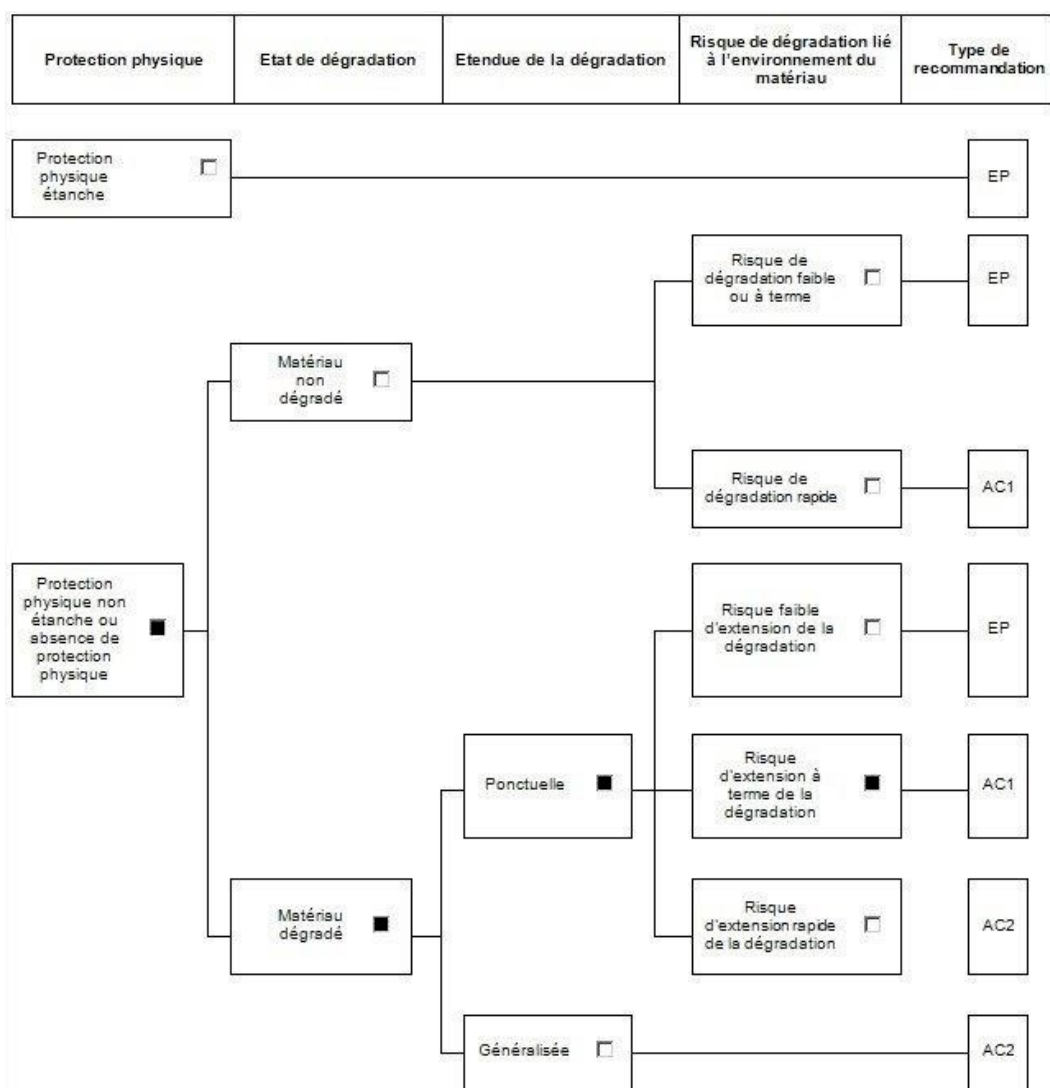 Protection physique
Etat de dégradation
Etendue de la dégradation
Risque de dégradation lié
à l'environnement du
matériau
Type de
recommandation
Protection
physique
étanche
EP
Risque de
dégradation faible
ou à terme
EP
Matériau
non
dégradé
Risque de
dégradation rapide
AC1
Protection
physique non
étanche ou
absence de
protection
physique
Risque faible
d'extension de la
dégradation
EP
Ponctuelle
Risque
d'extension à
terme de la
dégradation
AC1
Matériau
dégradé
Risque
d'extension rapide
de la dégradation
AC2
Généralisée
AC2